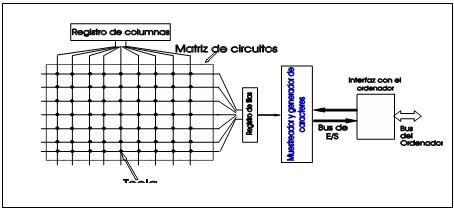 Registro de columnas
Matriz de circuitos
Registro de filas
Muestreador y generador de
caracteres
Interfaz con el
ordenador
Bus de
E/S
Bus
del
Ordenador
Tecla